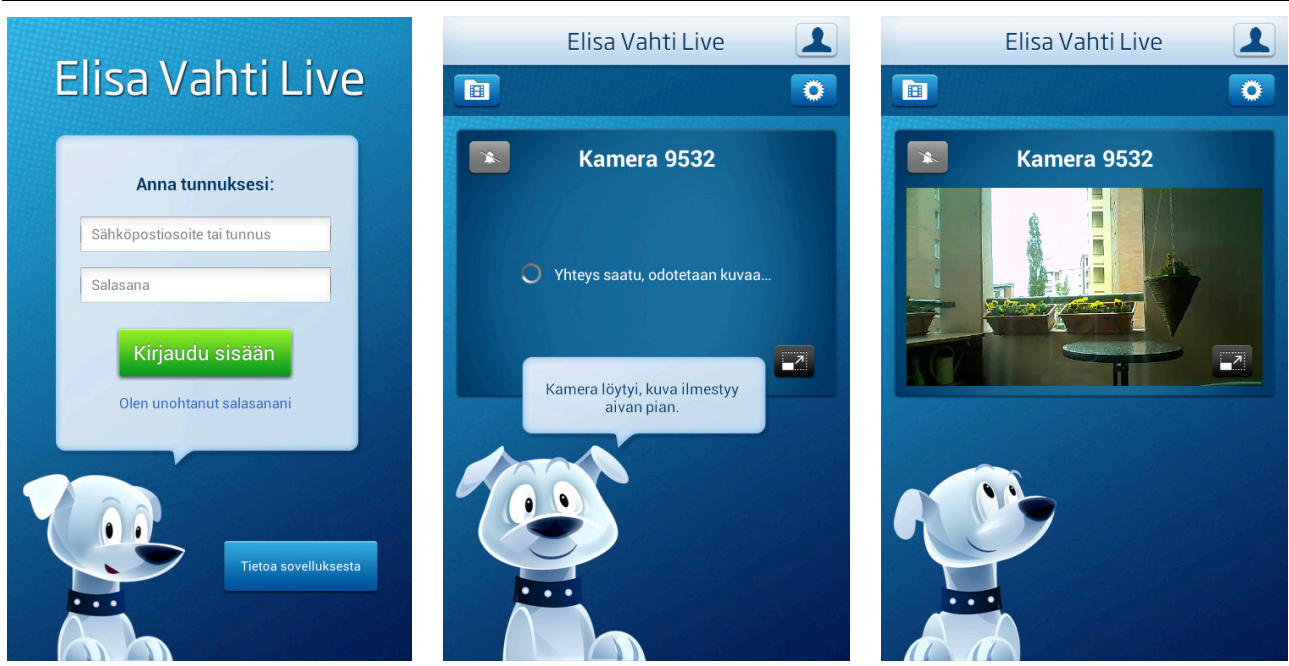 Elisa Vahti Live
Anna tunnuksesi:
Sähköpostiosoite tai tunnus
Salasana
Kirjaudu sisään
Olen unohtanut salasanani
Tietoa sovelluksesta
Elisa Vahti Live
Kamera 9532
Yhteys saatu, odotetaan kuvaa...
Kamera löytyi, kuva ilmestyy
aivan pian.
Elisa Vahti Live
Kamera 9532